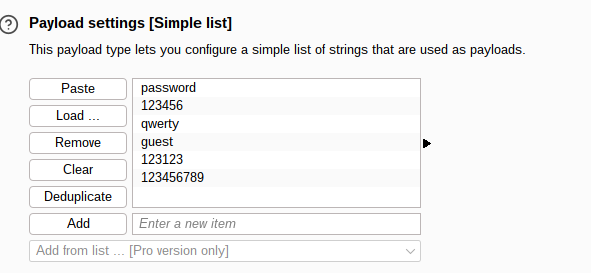 Payload settings [Simple list]
This payload type lets you configure a simple list of strings that are used as payloads.
Paste
Load ...
Remove
Clear
Deduplicate
password
123456
qwerty
guest
123123
123456789
Add
Enter a new item
Add from list ... [Pro version only]